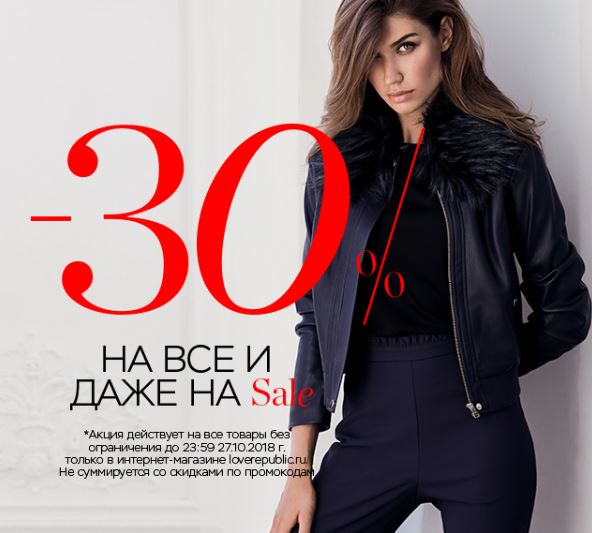 -30%
НА ВСЕ И
ДАЖЕ НА Sale
*Акция действует на все товары без
ограничения до 23:59 27.10.2018 г.
только в интернет-магазине loverepublic.ru.
Не суммируется со скидками по промокодам